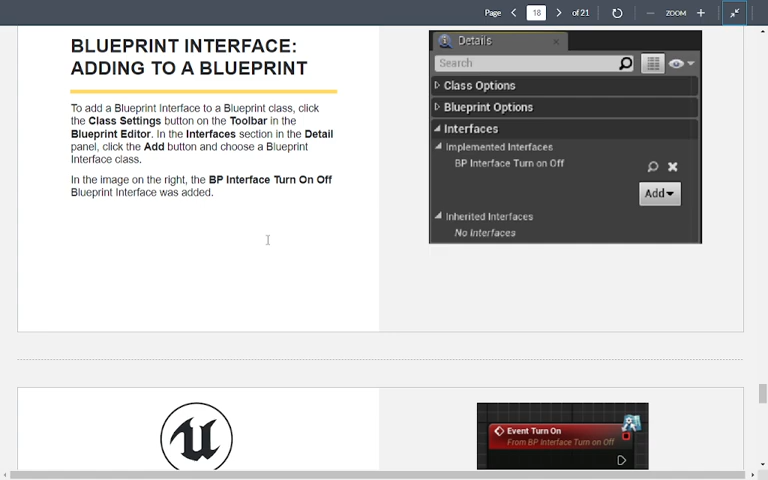 Page 18 of 21 ZOOM
BLUEPRINT INTERFACE:
ADDING TO A BLUEPRINT
To add a Blueprint Interface to a Blueprint class, click
the Class Settings button on the Toolbar in the
Blueprint Editor. In the Interfaces section in the Detail
panel, click the Add button and choose a Blueprint
Interface class.
In the image on the right, the BP Interface Turn On Off
Blueprint Interface was added.
Details
Search
Class Options
Blueprint Options
Interfaces
Implemented Interfaces
BP Interface Turn on Off
Add
Inherited Interfaces
No Interfaces
Event Turn On
From BP Interface Turn on Off